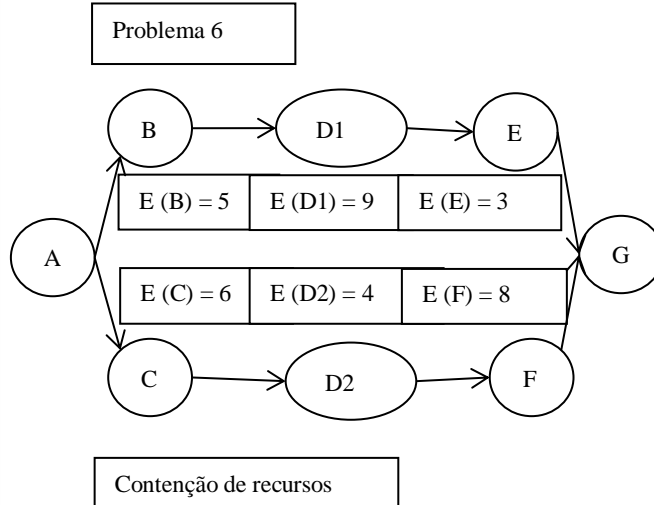 Problema 6
B
D1
E
E (B) = 5
E (D1) = 9
E (E) = 3
A
G
E (C) = 6
E (D2) = 4
E (F) = 8
C
D2
F
Contenção de recursos